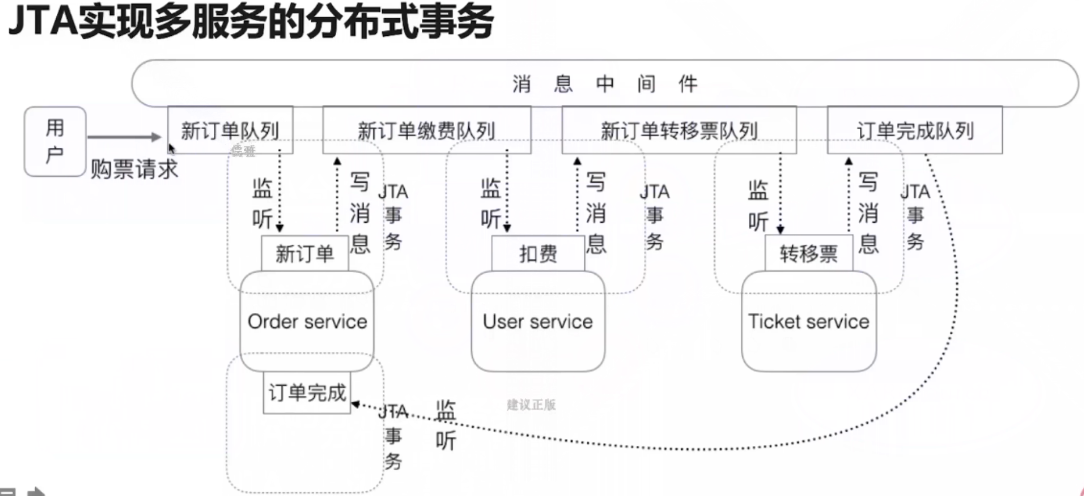 JTA实现多服务的分布式事务
消 息 中 间 件
用户
购票请求
新订单队列
新订单缴费队列
新订单转移票队列
订单完成队列
监听
写消息
JTA事务
监听
写消息
JTA事务
监听
写消息
JTA事务
新订单
扣费
转移票
Order service
User service
Ticket service
订单完成
JTA事务
监听
建议正版